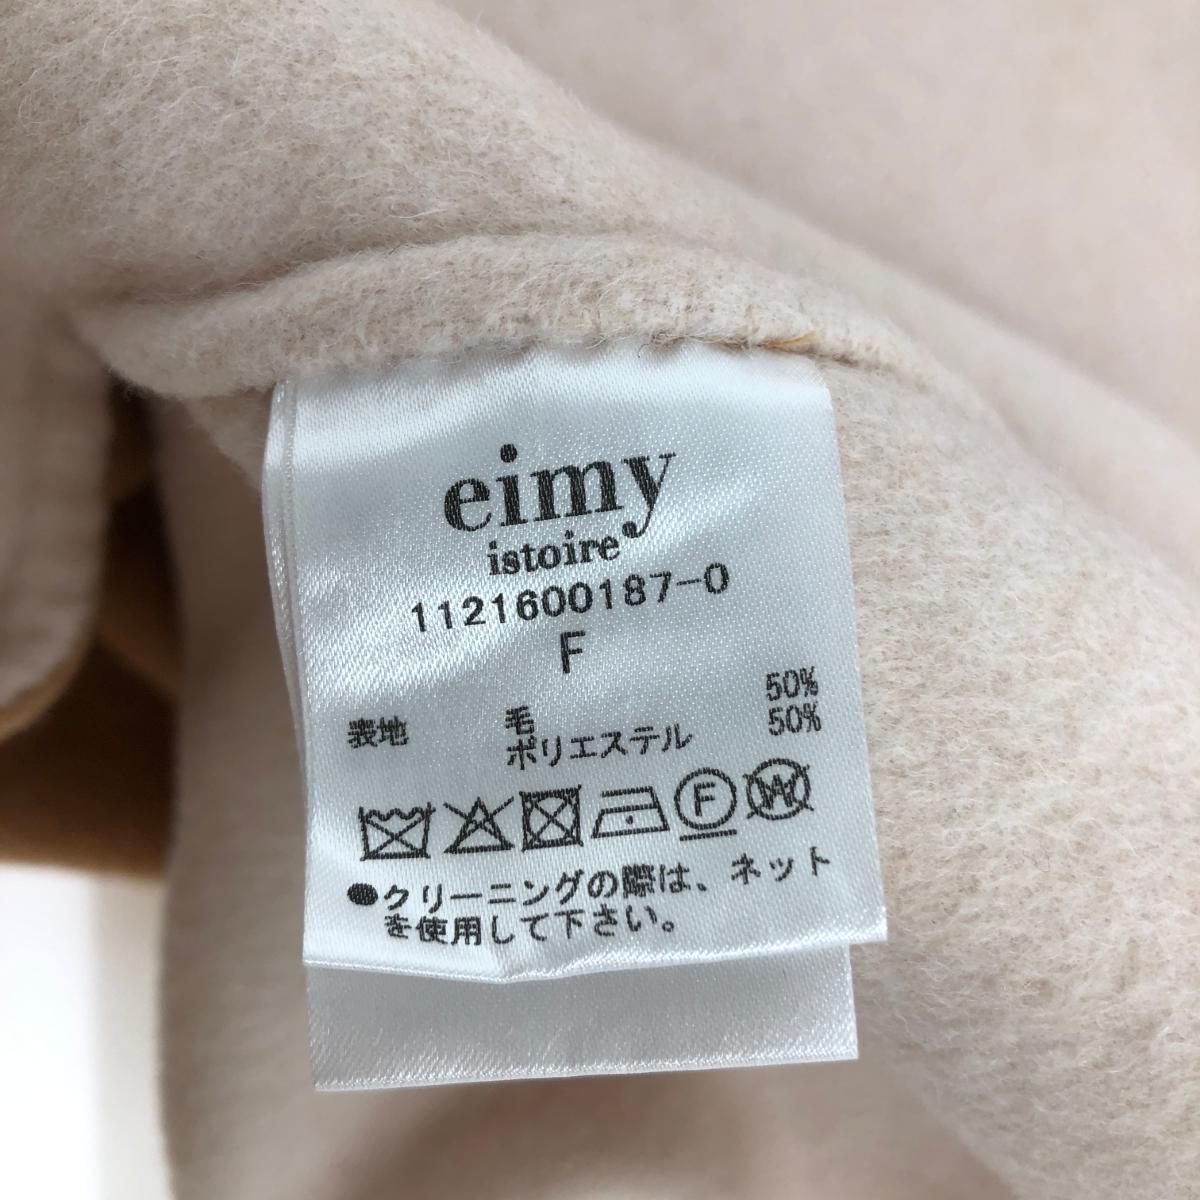 eimy
istoire
1121600187-0
F
表地 毛 50%
ポリエステル 50%
F W
●クリーニングの際は、ネット
を使用して下さい。